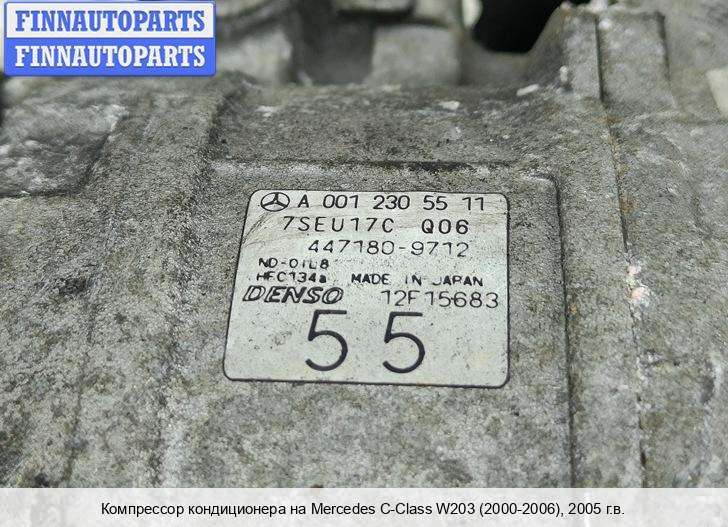 FINNAUTOPARTS
FINNAUTOPARTS
A 001 230 55 11
7SEU17C Q06
447180-9712
ND-OIL8
HFC134a MADE IN JAPAN
DENSO 12F15683
55
Компрессор кондиционера на Mercedes C-Class W203 (2000-2006), 2005 г.в.